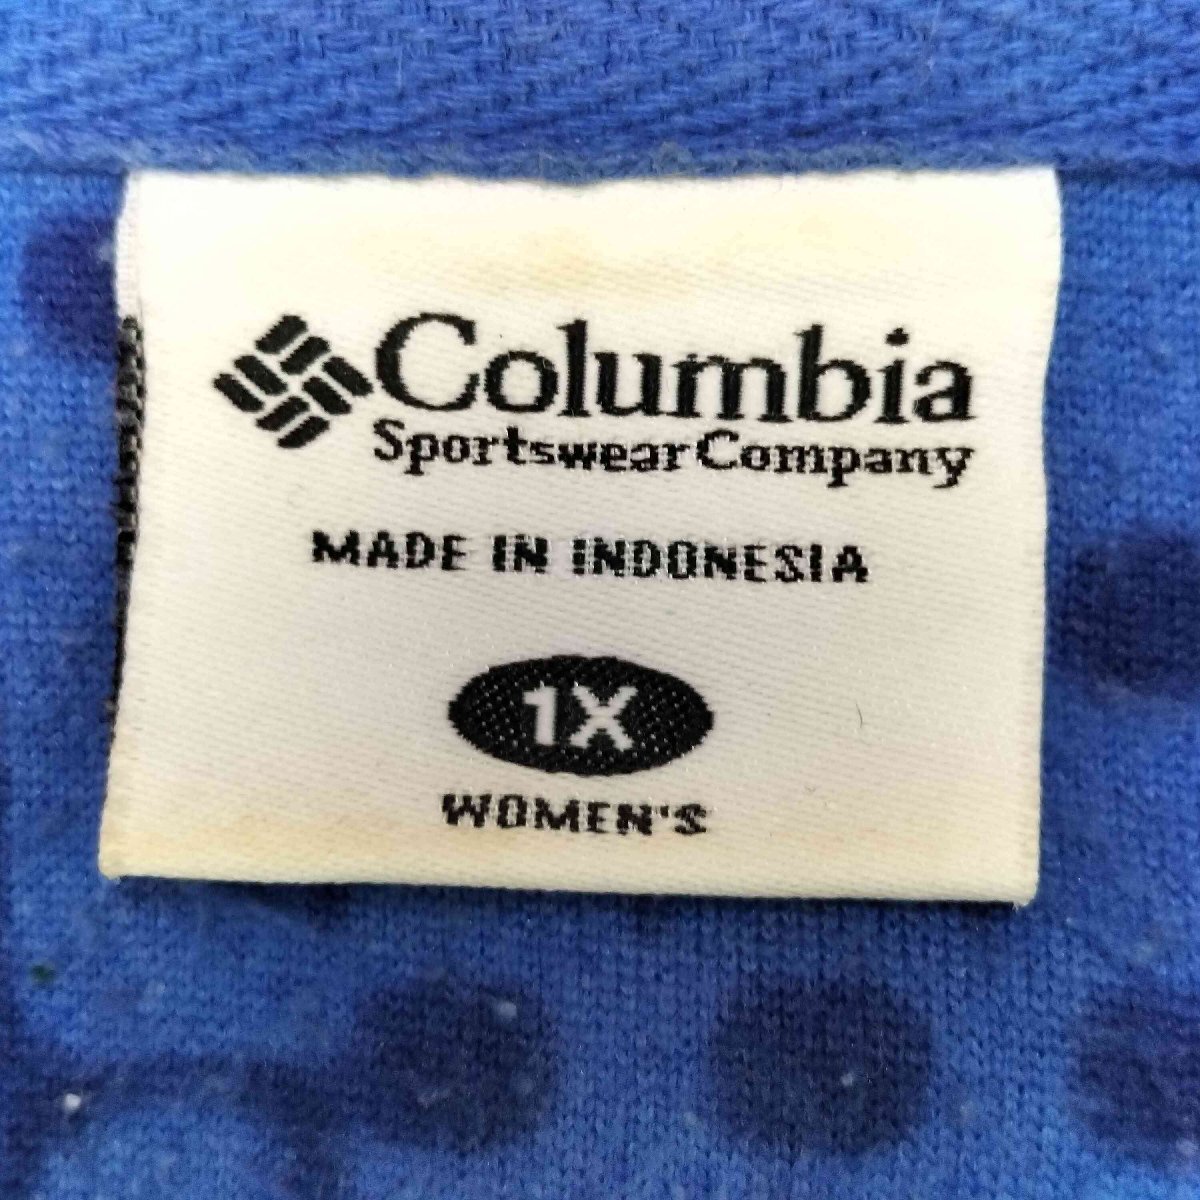 Columbia
Sportswear Company
MADE IN INDONESIA
1X
WOMEN'S